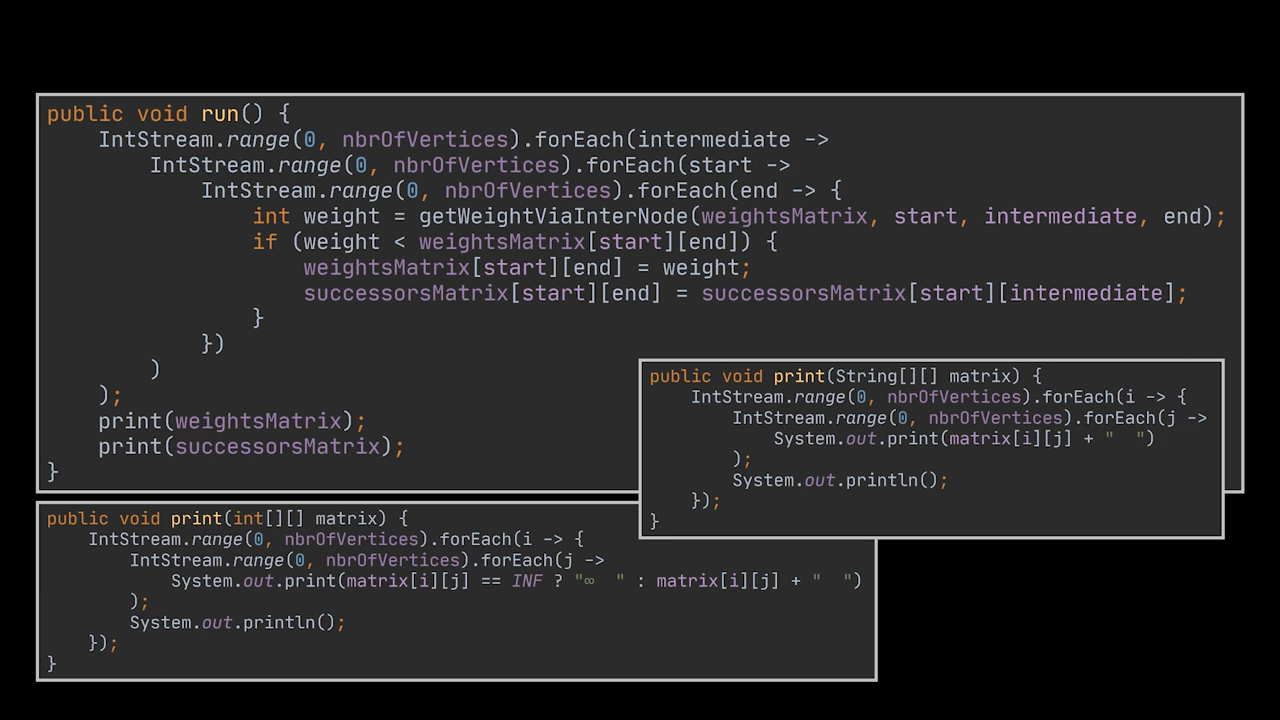 public void run() {
    IntStream.range(0, nbrOfVertices).forEach(intermediate ->
        IntStream.range(0, nbrOfVertices).forEach(start ->
            IntStream.range(0, nbrOfVertices).forEach(end -> {
                int weight = getWeightViaInterNode(weightsMatrix, start, intermediate, end);
                if (weight < weightsMatrix[start][end]) {
                    weightsMatrix[start][end] = weight;
                    successorsMatrix[start][end] = successorsMatrix[start][intermediate];
                }
            })
        )
    );
    print(weightsMatrix);
    print(successorsMatrix);
}
public void print(String[][] matrix) {
    IntStream.range(0, nbrOfVertices).forEach(i -> {
        IntStream.range(0, nbrOfVertices).forEach(j ->
            System.out.print(matrix[i][j] + "  ")
        );
        System.out.println();
    });
}
public void print(int[][] matrix) {
    IntStream.range(0, nbrOfVertices).forEach(i -> {
        IntStream.range(0, nbrOfVertices).forEach(j ->
            System.out.print(matrix[i][j] == INF ? "∞  " : matrix[i][j] + "  ")
        );
        System.out.println();
    });
}